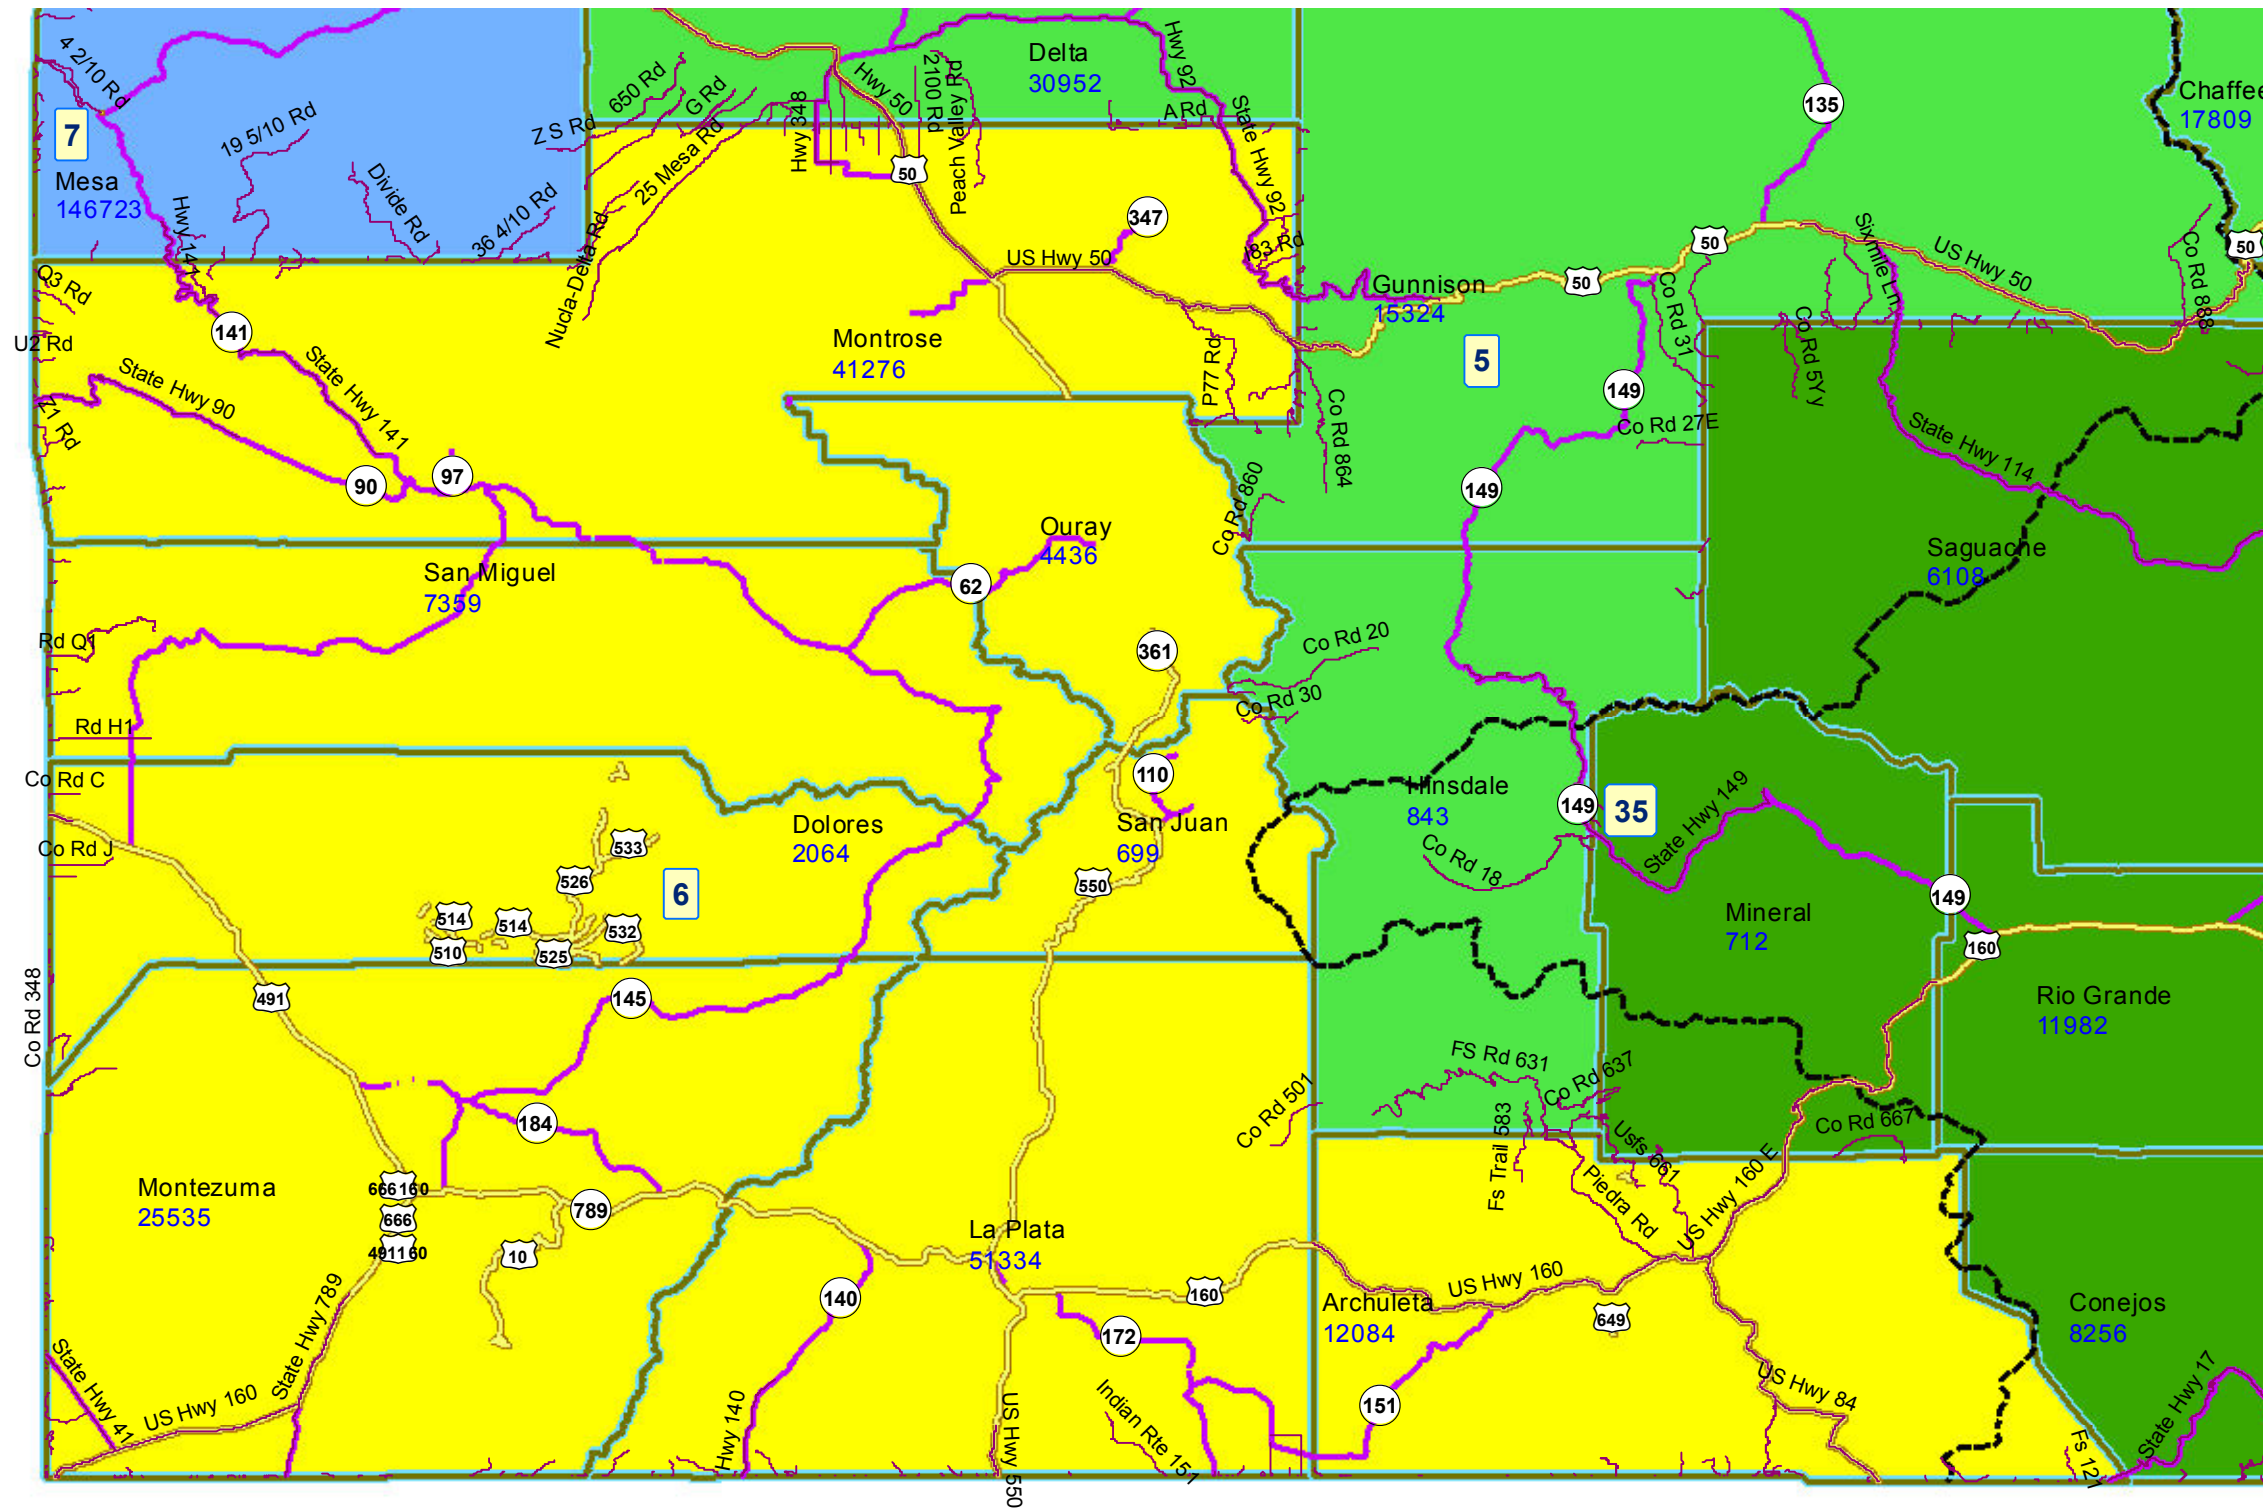 4 2/10 Rd
7
Mesa
146723
19 5/10 Rd
Divide Rd
36 4/10 Rd
Hwy 141
Z S Rd
650 Rd
G Rd
25 Mesa Rd
Nucla-Delta Rd
Hwy 348
Hwy 50
2100 Rd
Peach Valley Rd
Delta
30952
Hwy 92
A Rd
State Hwy 92
50
347
US Hwy 50
83 Rd
135
Chaffee
17809
50
Gunnison
15324
50
50
Sixmile Ln
US Hwy 50
Co Rd 888
Co Rd 31
Co Rd 5Yy
Q3 Rd
U2 Rd
Z1 Rd
141
State Hwy 90
State Hwy 141
90
97
Montrose
41276
P77 Rd
Co Rd 864
Co Rd 860
5
149
Co Rd 27E
149
State Hwy 114
Saguache
6108
Ouray
4436
62
San Miguel
7359
361
Rd Q1
Rd H1
Co Rd C
Co Rd J
Co Rd 20
Co Rd 30
110
San Juan
699
550
Dolores
2064
533
526
514
514
510
525
532
6
Hinsdale
843
149
35
State Hwy 149
Co Rd 18
Mineral
712
149
160
Rio Grande
11982
Co Rd 348
491
145
184
Montezuma
25535
666160
666
491160
789
10
State Hwy 789
State Hwy 41
US Hwy 160
La Plata
51334
140
Hwy 140
160
172
Indian Rte 151
US Hwy 550
Co Rd 501
FS Rd 631
Co Rd 637
Fs Trail 583
Usfs 661
Piedra Rd
US Hwy 160 E
Co Rd 667
US Hwy 160
Archuleta
12084
649
151
US Hwy 84
Conejos
8256
State Hwy 17
Fs 121